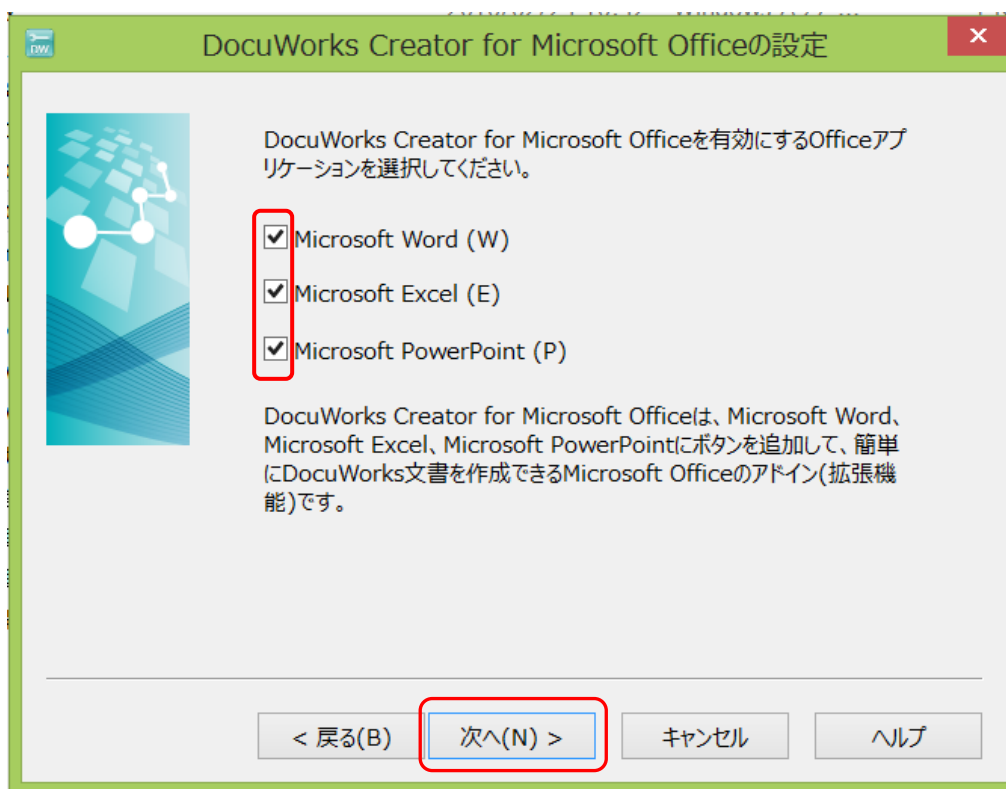 DW
DocuWorks Creator for Microsoft Officeの設定
DocuWorks Creator for Microsoft Officeを有効にするOfficeアプ
リケーションを選択してください。
Microsoft Word (W)
Microsoft Excel (E)
Microsoft PowerPoint (P)
DocuWorks Creator for Microsoft Officeは、Microsoft Word、
Microsoft Excel、Microsoft PowerPointにボタンを追加して、簡単
にDocuWorks文書を作成できるMicrosoft Officeのアドイン(拡張機
能)です。
< 戻る(B) 次へ(N) > キャンセル ヘルプ